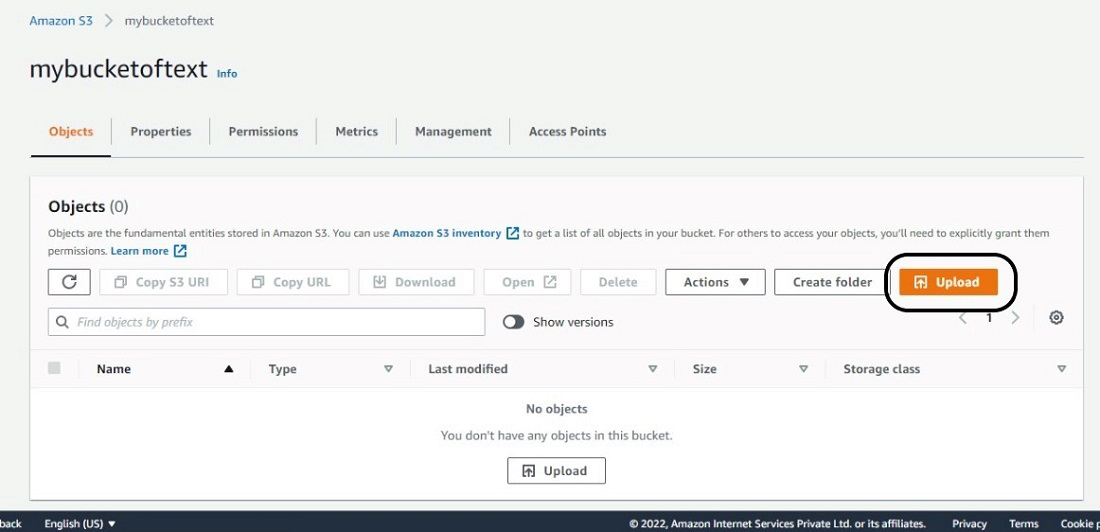 Amazon S3 > mybucketoftext
mybucketoftext Info
Objects Properties Permissions Metrics Management Access Points
Objects (0)
Objects are the fundamental entities stored in Amazon S3. You can use Amazon S3 inventory to get a list of all objects in your bucket. For others to access your objects, you'll need to explicitly grant them
permissions. Learn more
Copy S3 URI Copy URL Download Open Delete Actions Create folder Upload
Find objects by prefix Show versions 1
Name Type Last modified Size Storage class
No objects
You don't have any objects in this bucket.
Upload
back English (US) © 2022, Amazon Internet Services Private Ltd. or its affiliates. Privacy Terms Cookie p